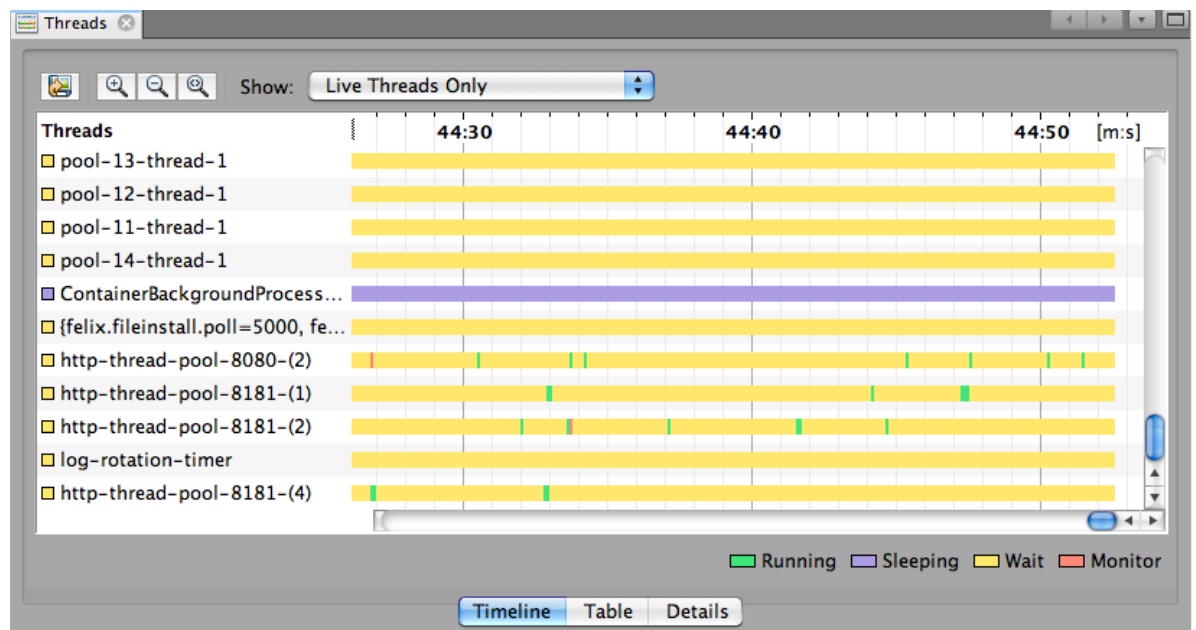 Threads
Show: Live Threads Only
Threads 44:30 44:40 44:50 [m:s]
pool-13-thread-1
pool-12-thread-1
pool-11-thread-1
pool-14-thread-1
ContainerBackgroundProcess...
{felix.fileinstall.poll=5000, fe...
http-thread-pool-8080-(2)
http-thread-pool-8181-(1)
http-thread-pool-8181-(2)
log-rotation-timer
http-thread-pool-8181-(4)
Running Sleeping Wait Monitor
Timeline Table Details